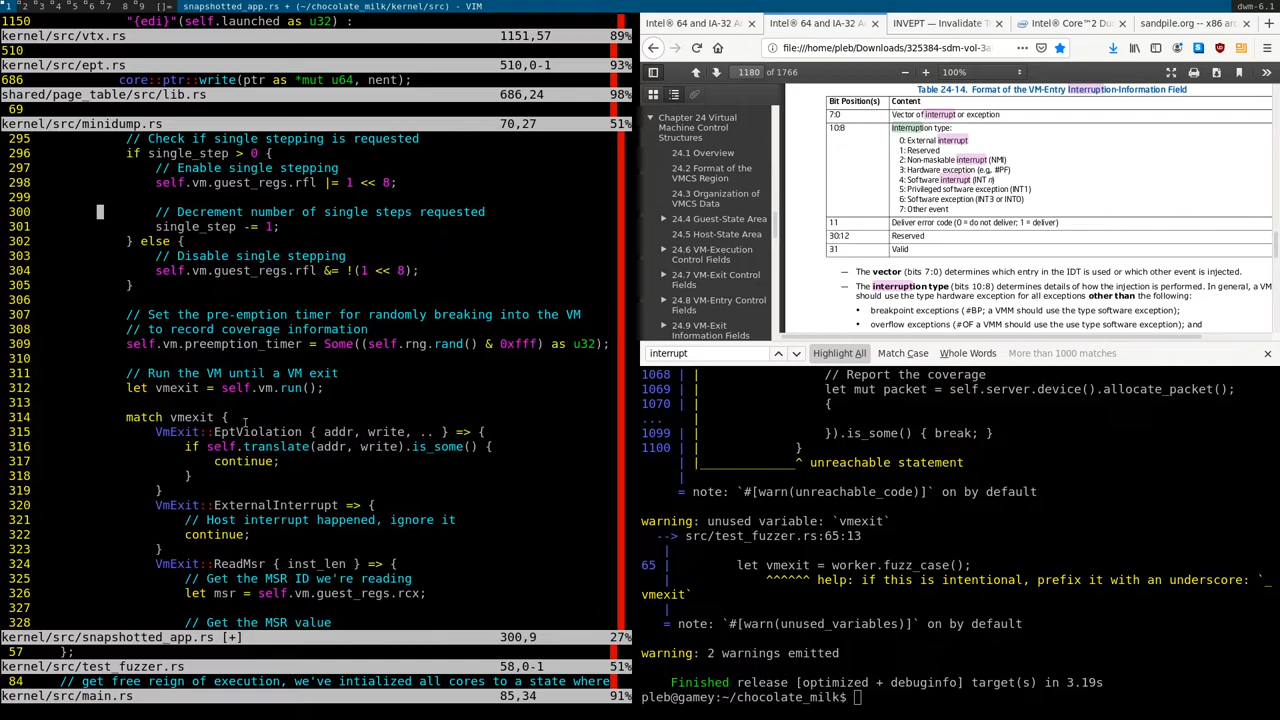 1 2 3 4 5 6 7 8 9 []= snapshotted_app.rs + (~/chocolate_milk/kernel/src) - VIM
dwm-6.1
1150 "{edi}"(self.launched as u32) :
kernel/src/vtx.rs 1151,57 89%
510
kernel/src/ept.rs 510,0-1 93%
686 core::ptr::write(ptr as *mut u64, nent);
shared/page_table/src/lib.rs 686,24 98%
69
kernel/src/minidump.rs 70,27 51%
295 // Check if single stepping is requested
296 if single_step > 0 {
297 // Enable single stepping
298 self.vm.guest_regs.rfl |= 1 << 8;
299
300 // Decrement number of single steps requested
301 single_step -= 1;
302 } else {
303 // Disable single stepping
304 self.vm.guest_regs.rfl &= !(1 << 8);
305 }
306
307 // Set the pre-emption timer for randomly breaking into the VM
308 // to record coverage information
309 self.vm.preemption_timer = Some((self.rng.rand() & 0xfff) as u32);
310
311 // Run the VM until a VM exit
312 let vmexit = self.vm.run();
313
314 match vmexit {
315 VmExit::EptViolation { addr, write, .. } => {
316 if self.translate(addr, write).is_some() {
317 continue;
318 }
319 }
320 VmExit::ExternalInterrupt => {
321 // Host interrupt happened, ignore it
322 continue;
323 }
324 VmExit::ReadMsr { inst_len } => {
325 // Get the MSR ID we're reading
326 let msr = self.vm.guest_regs.rcx;
327
328 // Get the MSR value
kernel/src/snapshotted_app.rs [+] 300,9 27%
57 };
kernel/src/test_fuzzer.rs 58,0-1 51%
84 // get free reign of execution, we've intialized all cores to a state where
kernel/src/main.rs 85,34 91%
Intel® 64 and IA-32 A
Intel® 64 and IA-32 A
INVEPT — Invalidate T
Intel® Core™2 Du
sandpile.org -- x86 ar
file:///home/pleb/Downloads/325384-sdm-vol-3a
1180 of 1766
100%
Chapter 24 Virtual
Machine Control
Structures
24.1 Overview
24.2 Format of the
VMCS Region
24.3 Organization of
VMCS Data
24.4 Guest-State Area
24.5 Host-State Area
24.6 VM-Execution
Control Fields
24.7 VM-Exit Control
Fields
24.8 VM-Entry Control
Fields
24.9 VM-Exit
Information Fields
Table 24-14. Format of the VM-Entry Interruption-Information Field
Bit Position(s) Content
7:0 Vector of interrupt or exception
10:8 Interruption type:
0: External interrupt
1: Reserved
2: Non-maskable interrupt (NMI)
3: Hardware exception (e.g., #PF)
4: Software interrupt (INT n)
5: Privileged software exception (INT1)
6: Software exception (INT3 or INTO)
7: Other event
11 Deliver error code (0 = do not deliver; 1 = deliver)
30:12 Reserved
31 Valid
— The vector (bits 7:0) determines which entry in the IDT is used or which other event is injected.
— The interruption type (bits 10:8) determines details of how the injection is performed. In general, a VM
should use the type hardware exception for all exceptions other than the following:
• breakpoint exceptions (#BP; a VMM should use the type software exception);
• overflow exceptions (#OF a VMM should use the use type software exception); and
interrupt
Highlight All Match Case Whole Words More than 1000 matches
1068 | | // Report the coverage
1069 | | let mut packet = self.server.device().allocate_packet();
1070 | | {
... |
1099 | | }).is_some() { break; }
1100 | | }
| |_____________^ unreachable statement
|
= note: `#[warn(unreachable_code)]` on by default
warning: unused variable: `vmexit`
--> src/test_fuzzer.rs:65:13
|
65 | let vmexit = worker.fuzz_case();
| ^^^^^^ help: if this is intentional, prefix it with an underscore: `_
vmexit`
|
= note: `#[warn(unused_variables)]` on by default
warning: 2 warnings emitted
Finished release [optimized + debuginfo] target(s) in 3.19s
pleb@gamey:~/chocolate_milk$